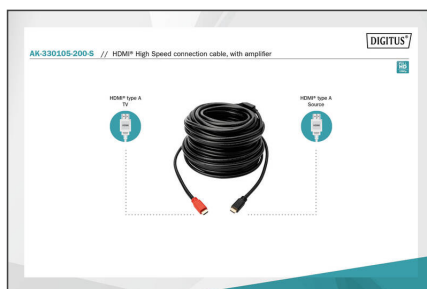 DIGITUS®
AK-330105-200-S // HDMI® High Speed connection cable, with amplifier
HDMI® type A
TV
HDMI® type A
Source